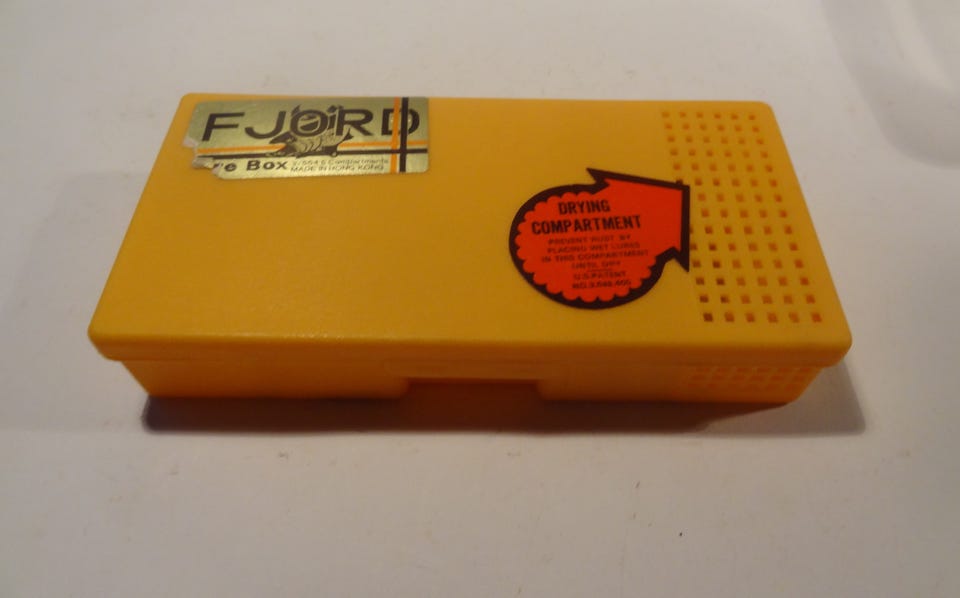 FJORD
Box
6 Compartments
MADE IN HONG KONG
DRYING
COMPARTMENT
PREVENT RUST BY
PLACING WET LURES
IN THIS COMPARTMENT
UNTIL DRY
U.S. PATENT